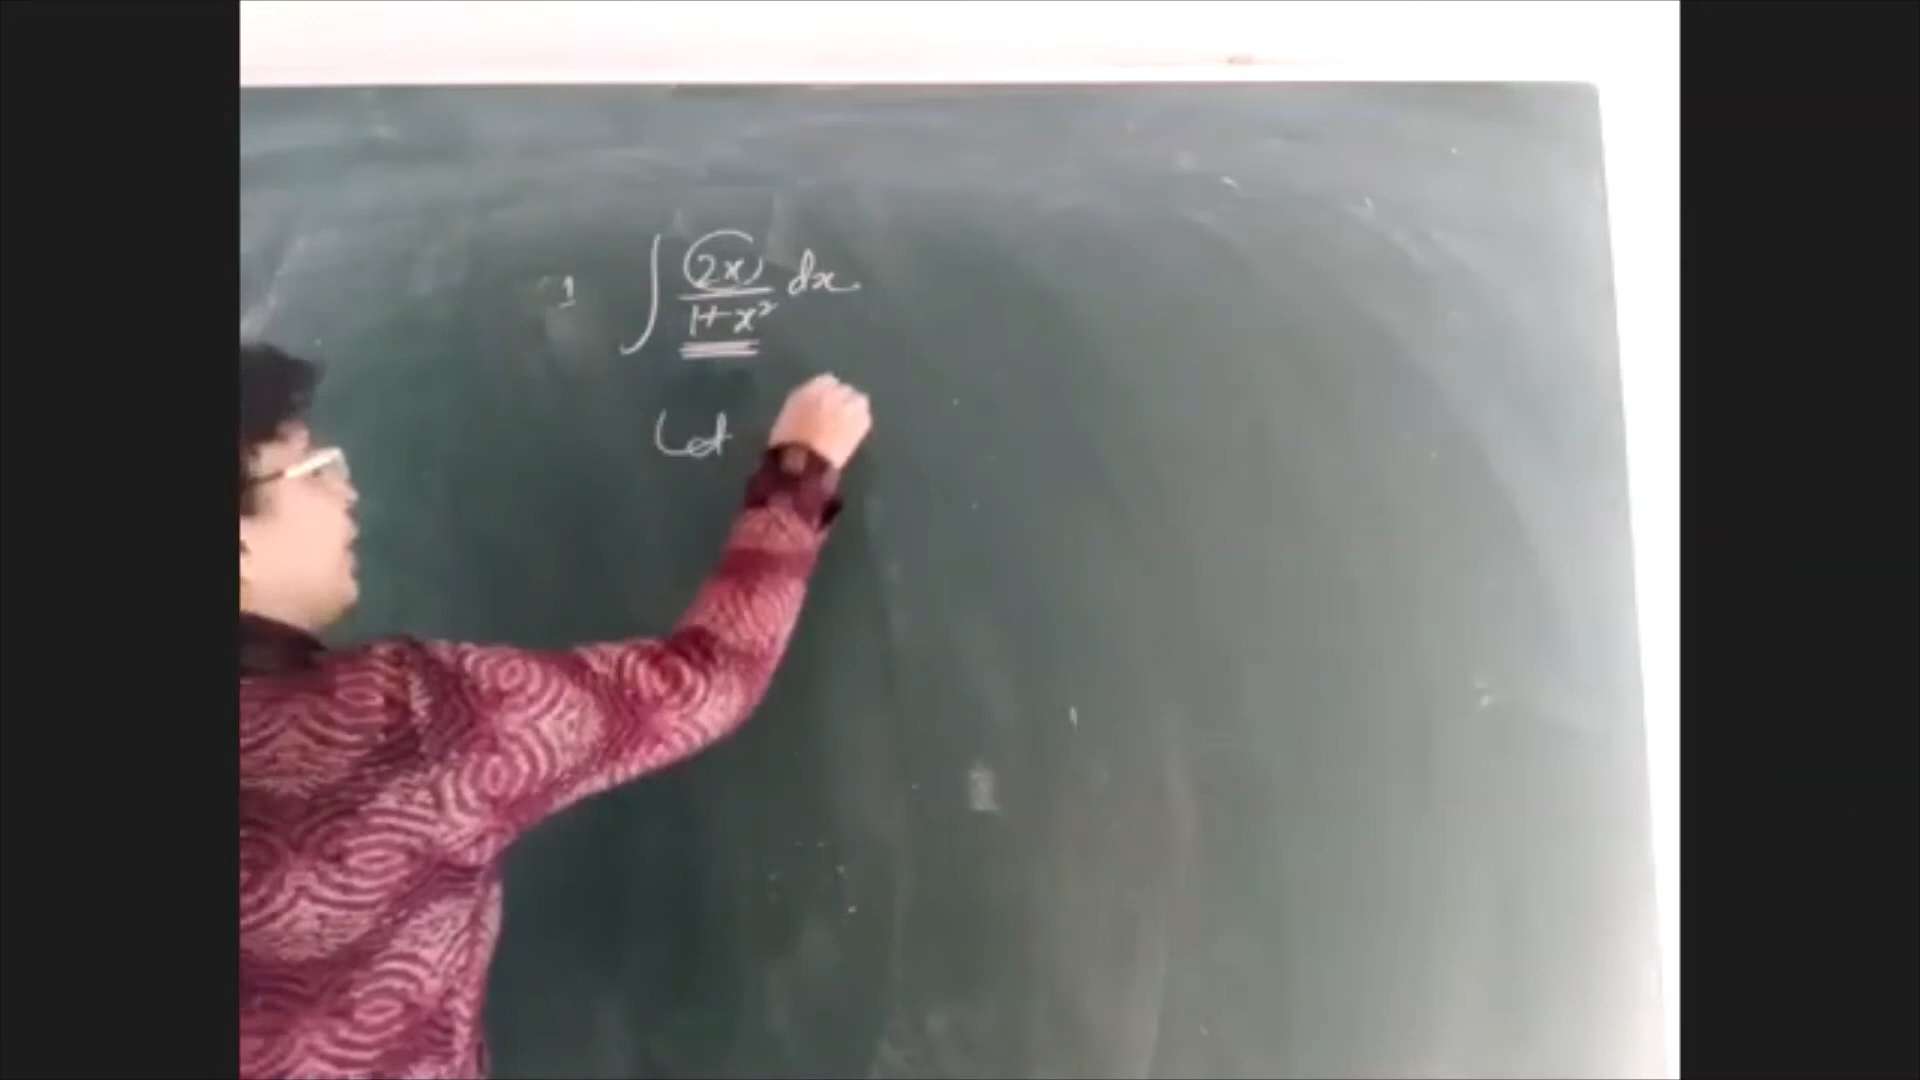 1 ∫ 2x/1+x² dx
Let